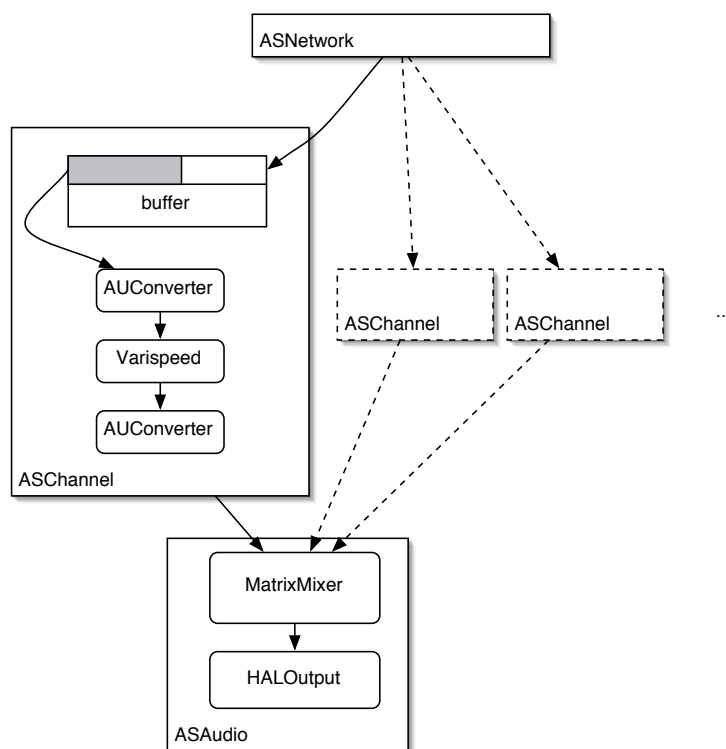 ASNetwork
buffer
AUConverter
Varispeed
AUConverter
ASChannel
ASChannel
ASChannel
..
MatrixMixer
HALOutput
ASAudio